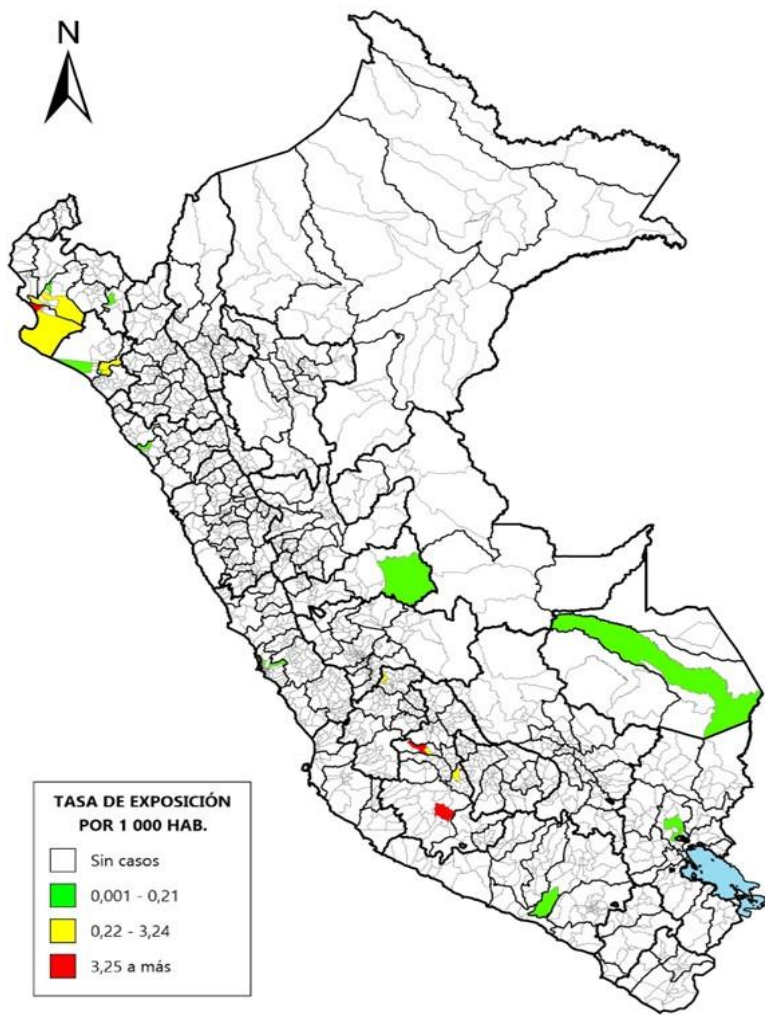 N
TASA DE EXPOSICIÓN
POR 1 000 HAB.
Sin casos
0,001 - 0,21
0,22 - 3,24
3,25 a más